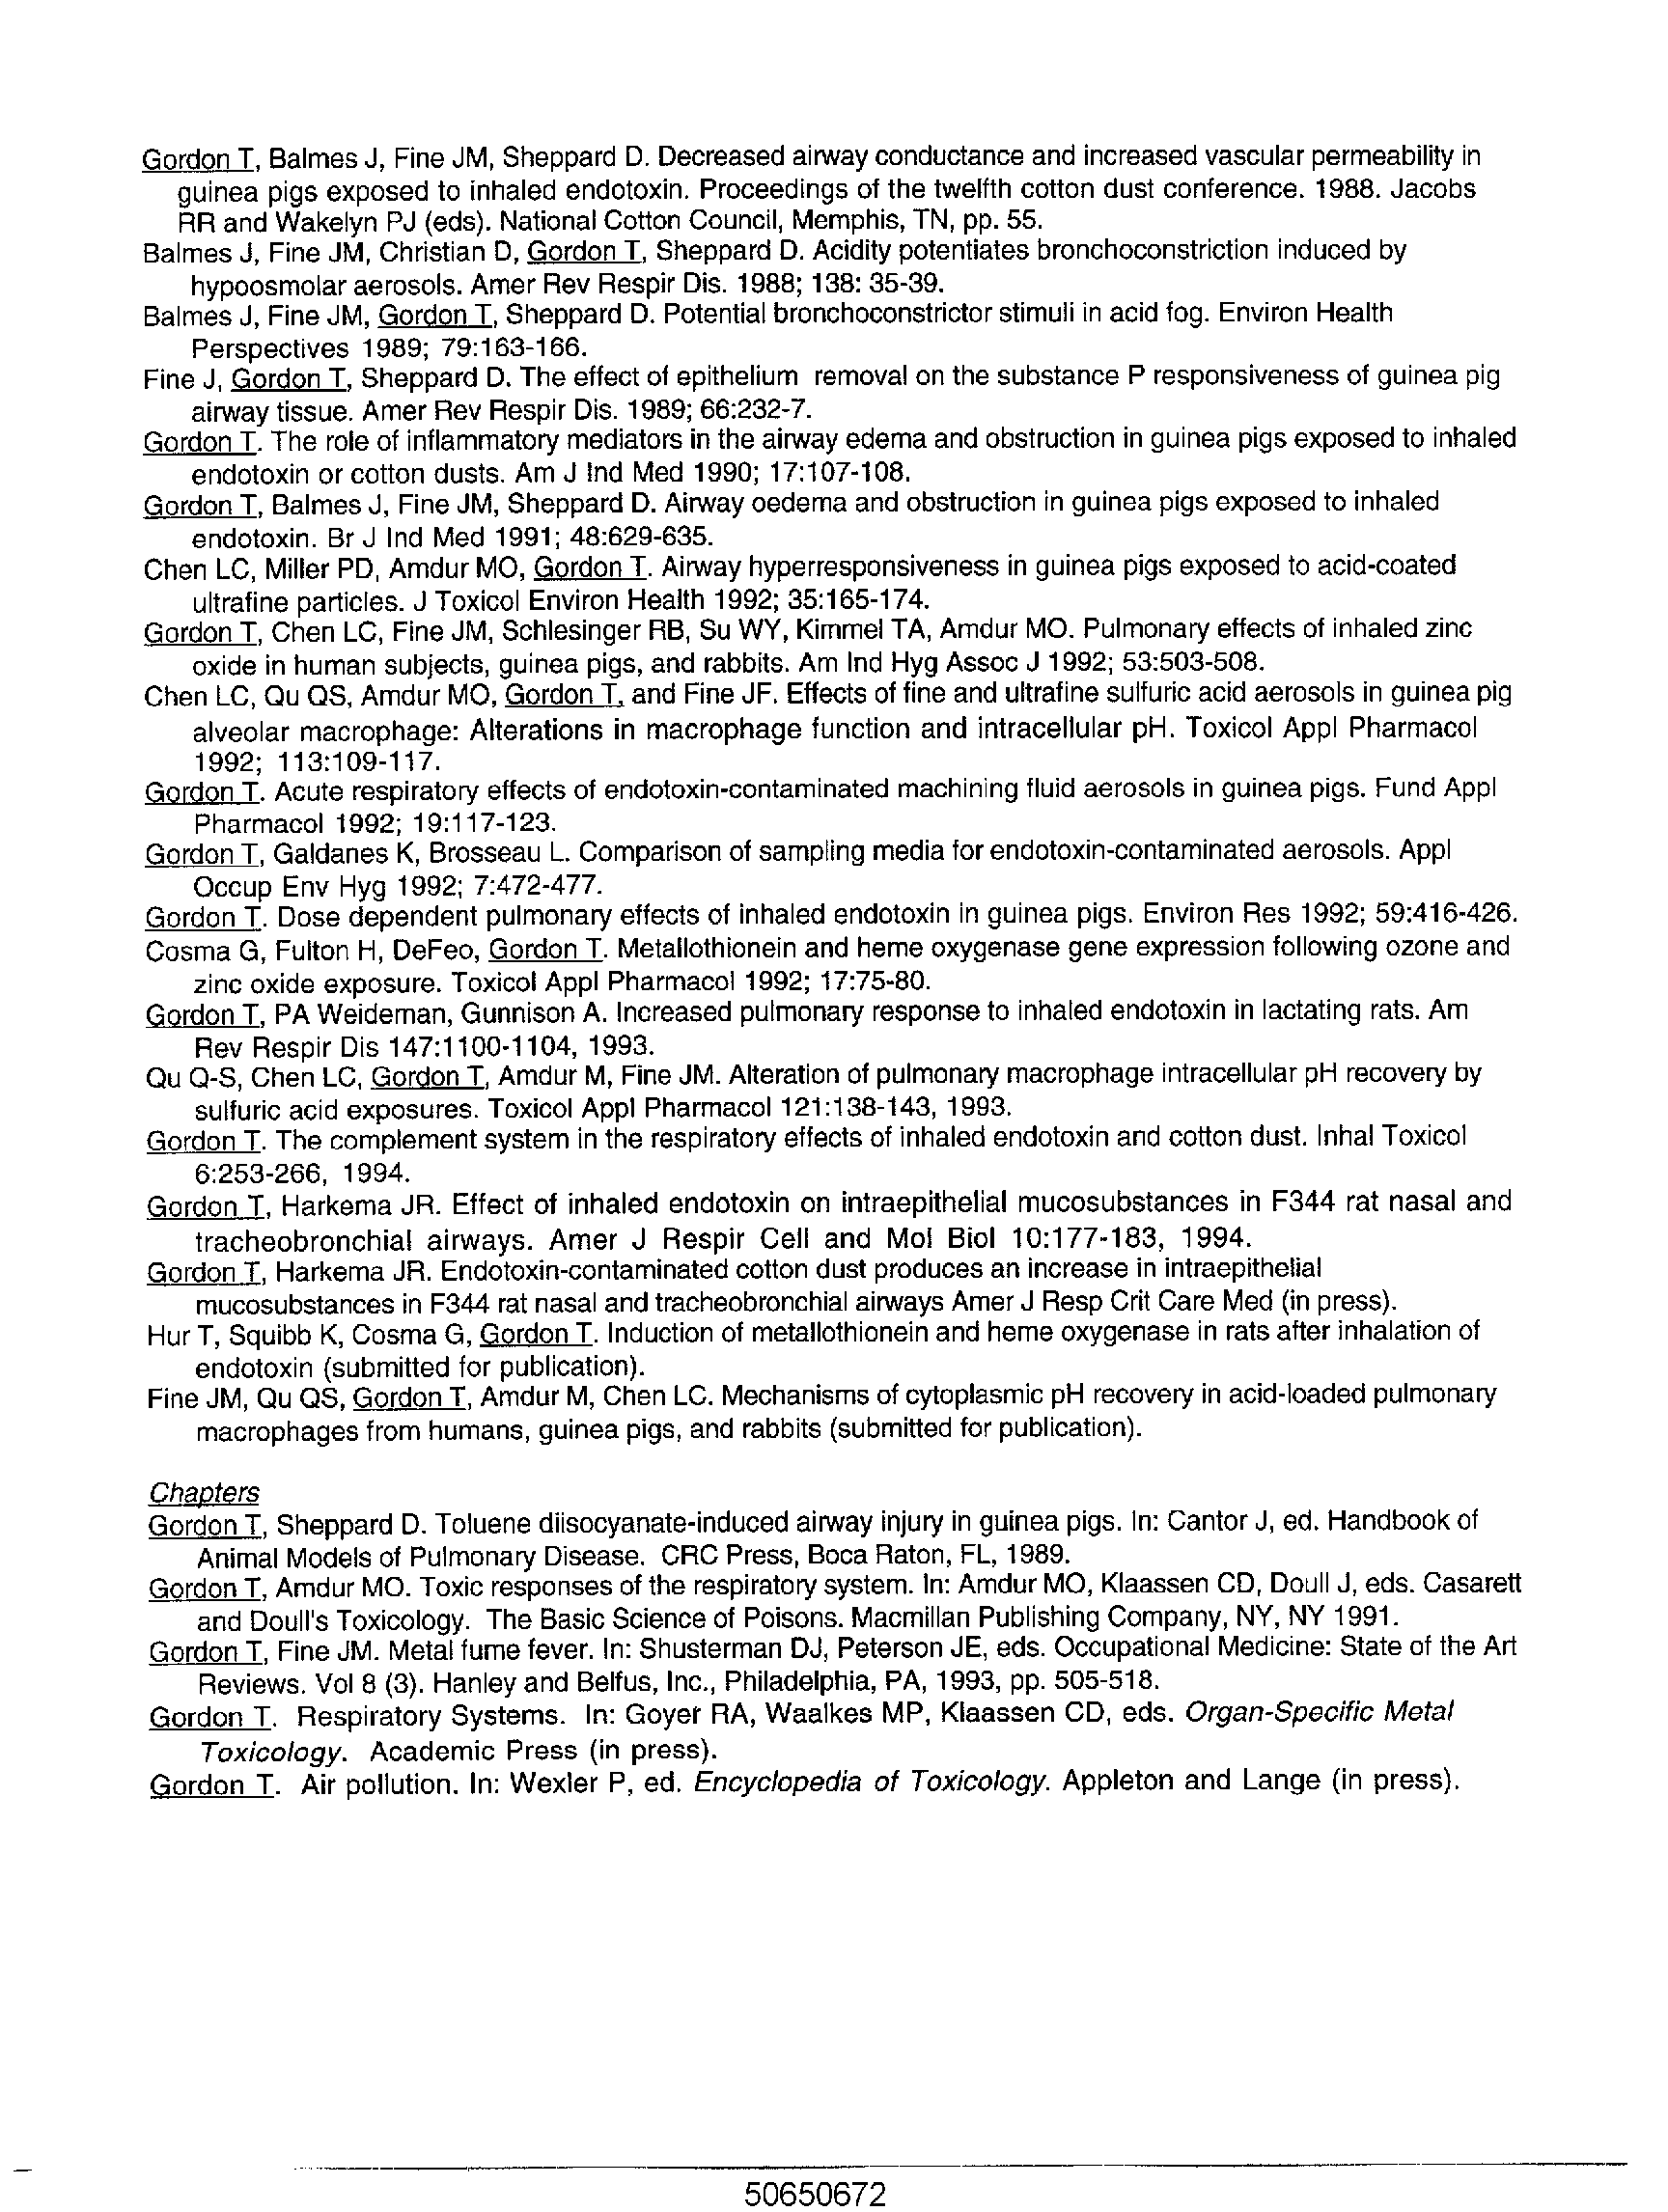 Gordon T, Balmes J, Fine JM, Sheppard D. Decreased airway conductance and increased vascular permeability in
guinea pigs exposed to inhaled endotoxin. Proceedings of the twelfth cotton dust conference. 1988. Jacobs
RR and Wakelyn PJ (eds). National Cotton Council, Memphis, TN, pp. 55.
Balmes J, Fine JM, Christian D, Gordon T, Sheppard D. Acidity potentiates bronchoconstriction induced by
hypoosmolar aerosols. Amer Rev Respir Dis. 1988; 138: 35-39.
Balmes J, Fine JM, Gordon T, Sheppard D. Potential bronchoconstrictor stimuli in acid fog. Environ Health
Perspectives 1989; 79:163-166.
Fine J, Gordon T, Sheppard D. The effect of epithelium removal on the substance P responsiveness of guinea pig
airway tissue. Amer Rev Respir Dis. 1989; 66:232-7.
Gordon T. The role of inflammatory mediators in the airway edema and obstruction in guinea pigs exposed to inhaled
endotoxin or cotton dusts. Am J Ind Med 1990; 17:107-108.
Gordon T, Balmes J, Fine JM, Sheppard D. Airway oedema and obstruction in guinea pigs exposed to inhaled
endotoxin. Br J Ind Med 1991; 48:629-635.
Chen LC, Miller PD, Amdur MO, Gordon T. Airway hyperresponsiveness in guinea pigs exposed to acid-coated
ultrafine particles. J Toxicol Environ Health 1992; 35:165-174.
Gordon T, Chen LC, Fine JM, Schlesinger RB, Su WY, Kimmel TA, Amdur MO. Pulmonary effects of inhaled zinc
oxide in human subjects, guinea pigs, and rabbits. Am Ind Hyg Assoc J 1992; 53:503-508.
Chen LC, Qu QS, Amdur MO, Gordon T, and Fine JF. Effects of fine and ultrafine sulfuric acid aerosols in guinea pig
alveolar macrophage: Alterations in macrophage function and intracellular pH. Toxicol Appl Pharmacol
1992; 113:109-117.
Gordon T. Acute respiratory effects of endotoxin-contaminated machining fluid aerosols in guinea pigs. Fund Appl
Pharmacol 1992; 19:117-123.
Gordon T, Galdanes K, Brosseau L. Comparison of sampling media for endotoxin-contaminated aerosols. Appl
Occup Env Hyg 1992; 7:472-477.
Gordon T. Dose dependent pulmonary effects of inhaled endotoxin in guinea pigs. Environ Res 1992; 59:416-426.
Cosma G, Fulton H, DeFeo, Gordon T. Metallothionein and heme oxygenase gene expression following ozone and
zinc oxide exposure. Toxicol Appl Pharmacol 1992; 17:75-80.
Gordon T, PA Weideman, Gunnison A. Increased pulmonary response to inhaled endotoxin in lactating rats. Am
Rev Respir Dis 147:1100-1104, 1993.
Qu Q-S, Chen LC, Gordon T, Amdur M, Fine JM. Alteration of pulmonary macrophage intracellular pH recovery by
sulfuric acid exposures. Toxicol Appl Pharmacol 121:138-143, 1993.
Gordon T. The complement system in the respiratory effects of inhaled endotoxin and cotton dust. Inhal Toxicol
6:253-266, 1994.
Gordon T, Harkema JR. Effect of inhaled endotoxin on intraepithelial mucosubstances in F344 rat nasal and
tracheobronchial airways. Amer J Respir Cell and Mol Biol 10:177-183, 1994.
Gordon T, Harkema JR. Endotoxin-contaminated cotton dust produces an increase in intraepithelial
mucosubstances in F344 rat nasal and tracheobronchial airways Amer J Resp Crit Care Med (in press).
Hur T, Squibb K, Cosma G, Gordon T. Induction of metallothionein and heme oxygenase in rats after inhalation of
endotoxin (submitted for publication).
Fine JM, Qu QS, Gordon T, Amdur M, Chen LC. Mechanisms of cytoplasmic pH recovery in acid-loaded pulmonary
macrophages from humans, guinea pigs, and rabbits (submitted for publication).
Chapters
Gordon T, Sheppard D. Toluene diisocyanate-induced airway injury in guinea pigs. In: Cantor J, ed. Handbook of
Animal Models of Pulmonary Disease. CRC Press, Boca Raton, FL, 1989.
Gordon T, Amdur MO. Toxic responses of the respiratory system. In: Amdur MO, Klaassen CD, Doull J, eds. Casarett
and Doull's Toxicology. The Basic Science of Poisons. Macmillan Publishing Company, NY, NY 1991.
Gordon T, Fine JM. Metal fume fever. In: Shusterman DJ, Peterson JE, eds. Occupational Medicine: State of the Art
Reviews. Vol 8 (3). Hanley and Belfus, Inc., Philadelphia, PA, 1993, pp. 505-518.
Gordon T. Respiratory Systems. In: Goyer RA, Waalkes MP, Klaassen CD, eds. Organ-Specific Metal
Toxicology. Academic Press (in press).
Gordon T. Air pollution. In: Wexler P, ed. Encyclopedia of Toxicology. Appleton and Lange (in press).
50650672